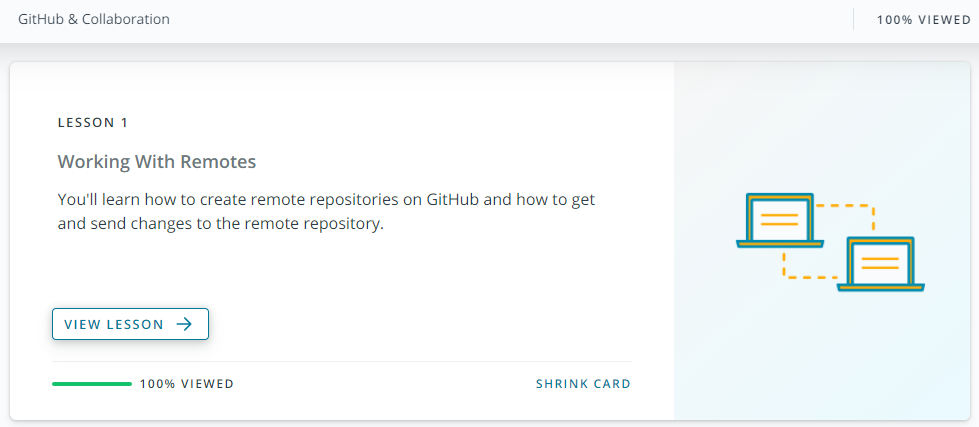 GitHub & Collaboration
100% VIEWED
LESSON 1
Working With Remotes
You'll learn how to create remote repositories on GitHub and how to get
and send changes to the remote repository.
VIEW LESSON
100% VIEWED
SHRINK CARD